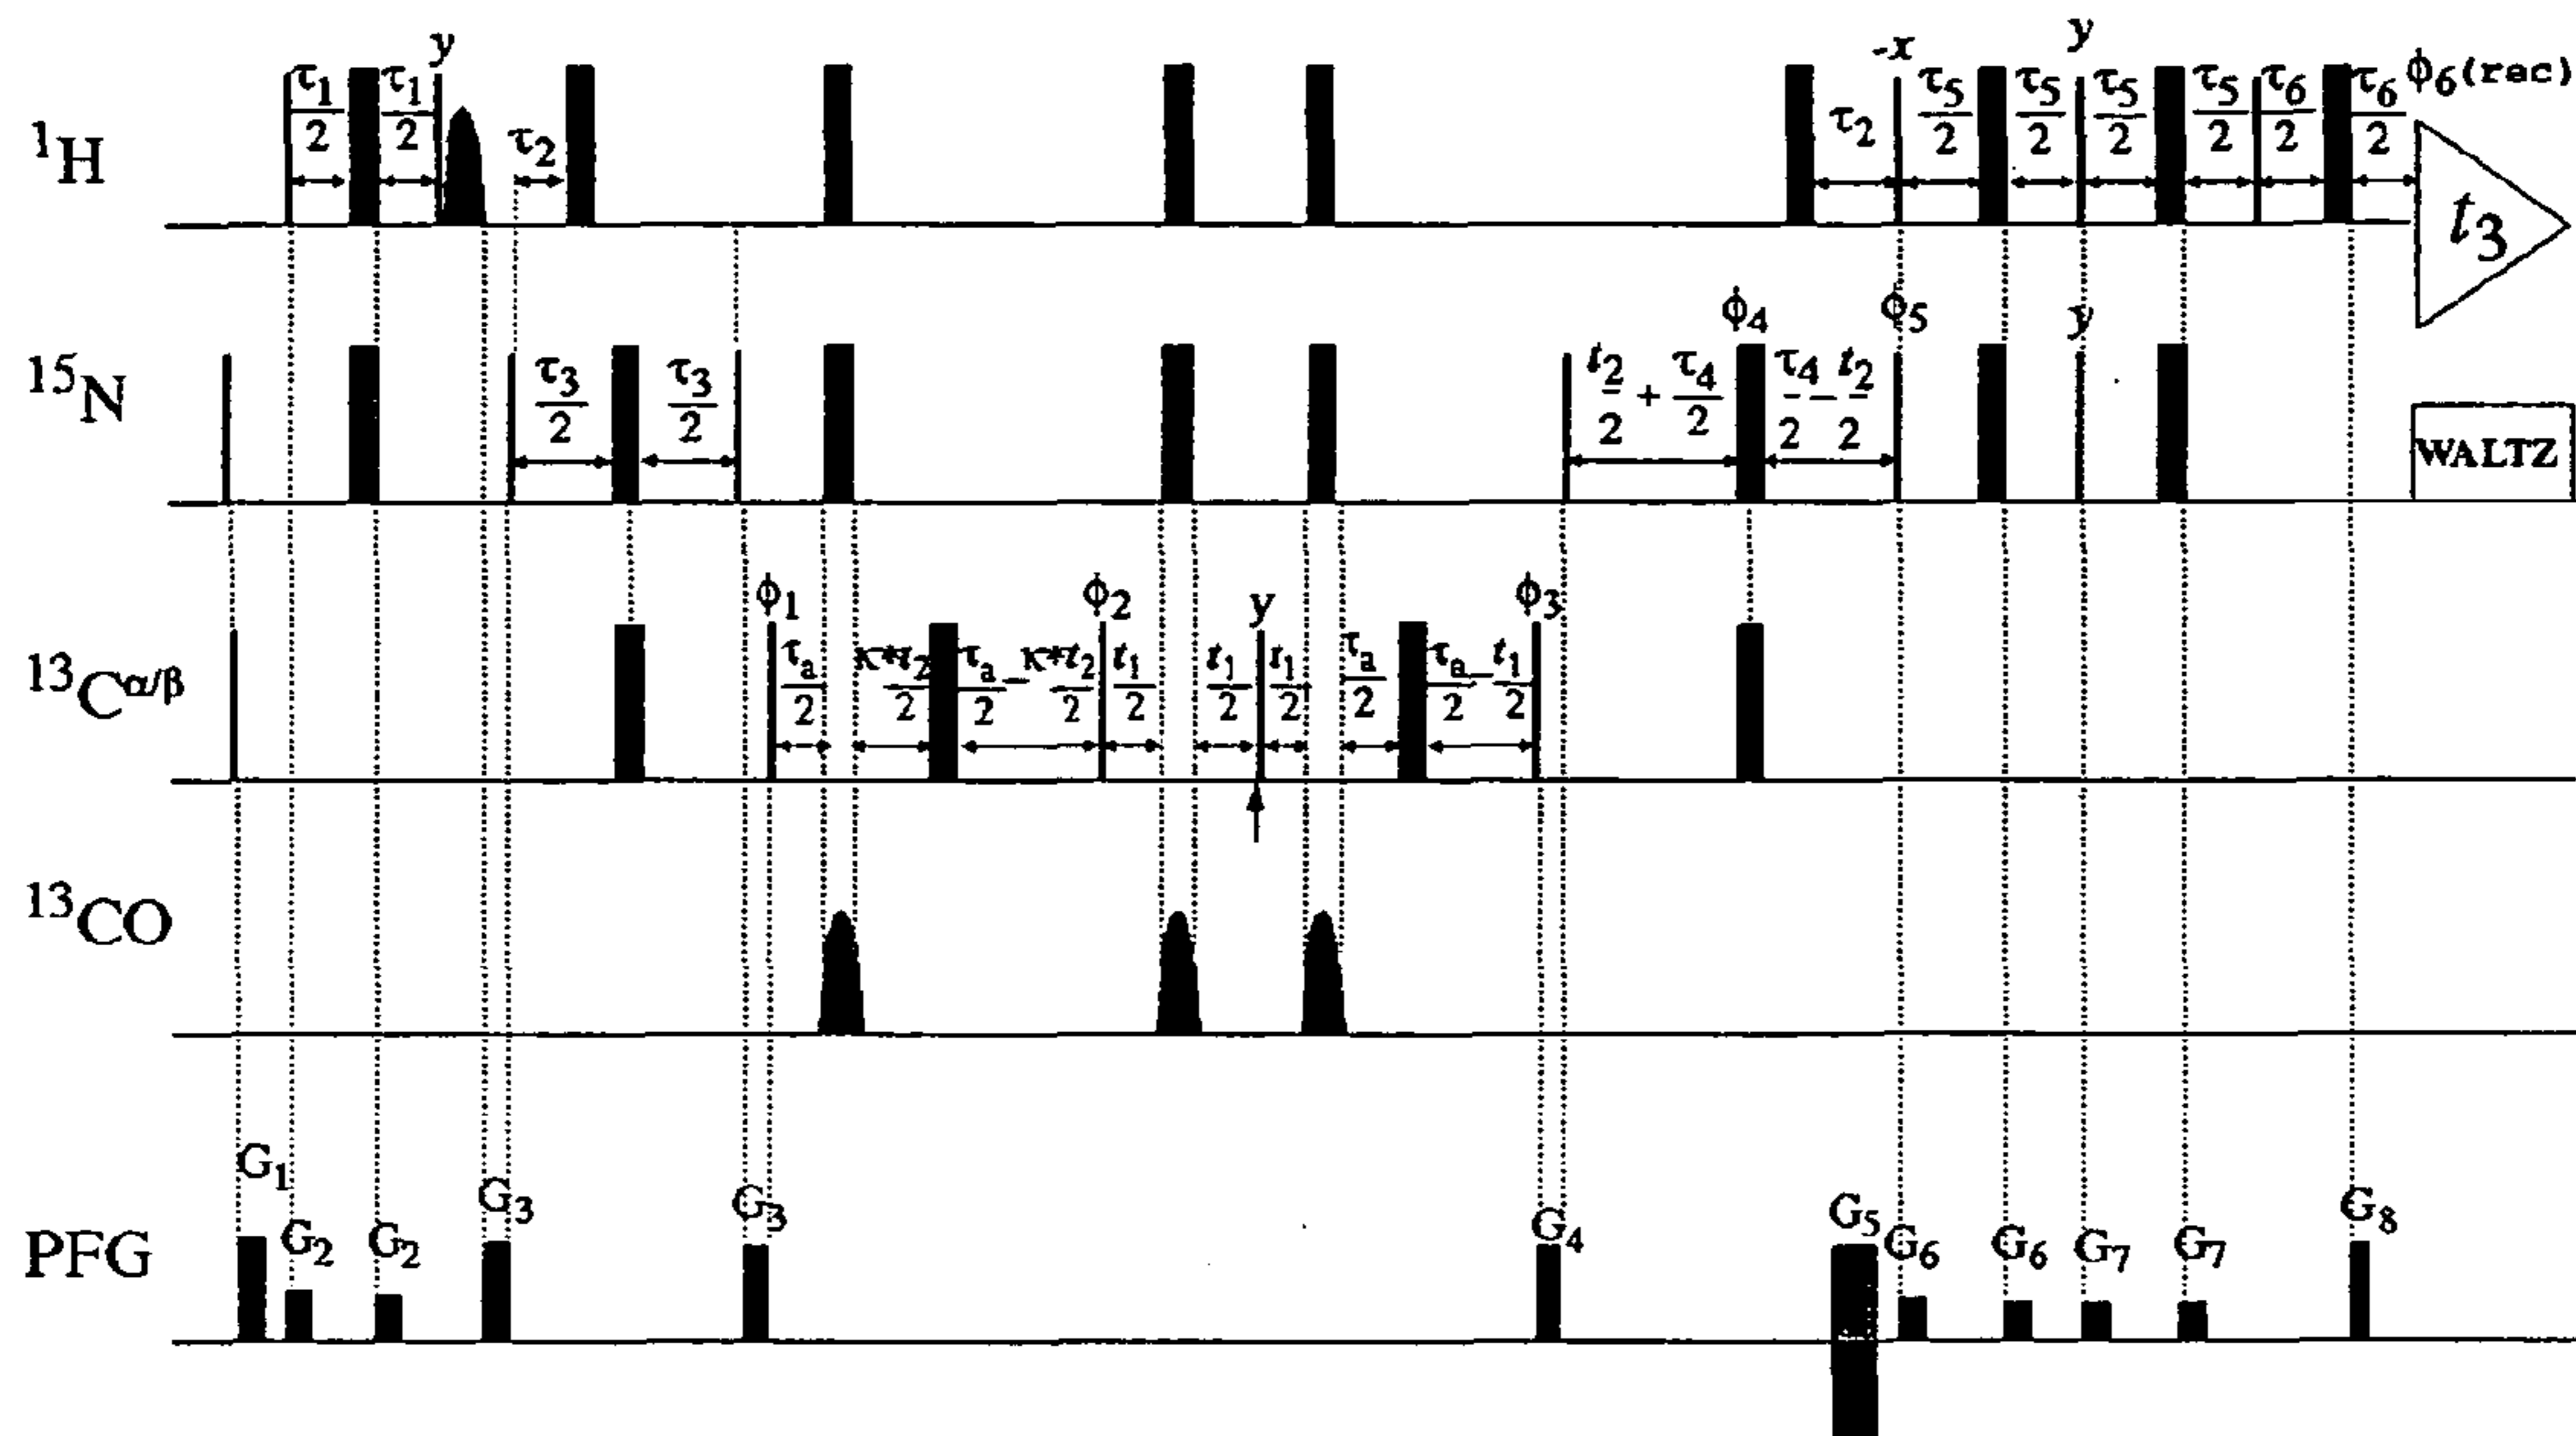 ¹H
τ₁/2
τ₁/2
y
τ₂
-x
y
τ₂
τ₅/2
τ₅/2
τ₅/2
τ₅/2
τ₆/2
τ₆/2
ϕ₆(rec)
t₃
¹⁵N
τ₃/2
τ₃/2
t₂/2 + τ₄/2
ϕ₄
τ₄/2 - t₂/2
ϕ₅
y
WALTZ
¹³Cα/β
ϕ₁
τₐ/2
κ*t₂/2
τₐ/2 - κ*t₂/2
ϕ₂
t₁/2
t₁/2
y
t₁/2
τₐ/2
τₐ/2 - t₁/2
ϕ₃
¹³CO
PFG
G₁
G₂
G₂
G₃
G₃
G₄
G₅
G₆
G₆
G₇
G₇
G₈